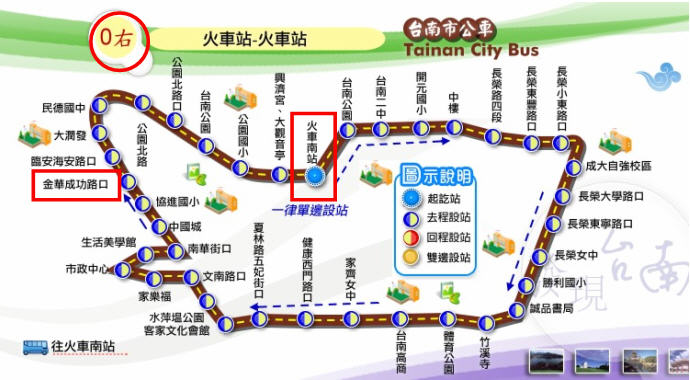 0右
火車站-火車站
台南市公車
Tainan City Bus
民德國中
公園北路
公園北路口
台南公園
公園國小
興濟宮、大觀音亭
火車南站
台南公園
台南二中
開元國小
中樓
長榮路四段
長榮東豐路口
長榮小東路口
大潤發
臨安海安路口
金華成功路口
協進國小
中國城
南華街口
生活美學館
市政中心
家樂福
文南路口
水萍塭公園
客家文化會館
夏林路五妃街口
健康西門路口
家齊女中
台南高商
體育公園
竹溪寺
誠品書局
勝利國小
長榮女中
長榮東寧路口
長榮大學路口
成大自強校區
一律單邊設站
圖示說明
起訖站
去程設站
回程設站
雙邊設站
往火車南站
發現
台南